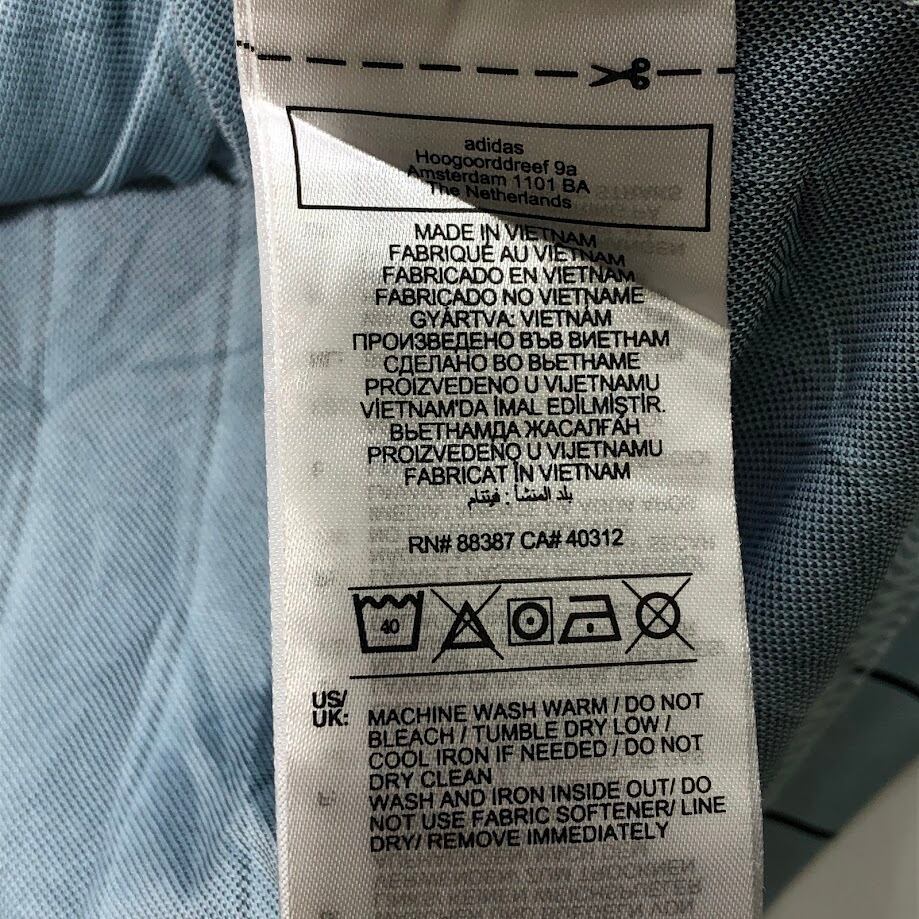 adidas
Hoogoorddreef 9a
Amsterdam 1101 BA
The Netherlands
MADE IN VIETNAM
FABRIQUÉ AU VIETNAM
FABRICADO EN VIETNAM
FABRICADO NO VIETNAME
GYÁRTVA: VIETNÁM
ПРОИЗВЕДЕНО ВЪВ ВИЕТНАМ
СДЕЛАНО ВО ВЬЕТНАМЕ
PROIZVEDENO U VIJETNAMU
VİETNAM'DA İMAL EDİLMİŞTİR.
ВЬЕТНАМДА ЖАСАЛҒАН
PROIZVEDENO U VIJETNAMU
FABRICAT ÎN VIETNAM
بلد المنشأ : فيتنام
RN# 88387 CA# 40312
40
US/
UK:
MACHINE WASH WARM / DO NOT
BLEACH / TUMBLE DRY LOW /
COOL IRON IF NEEDED / DO NOT
DRY CLEAN
WASH AND IRON INSIDE OUT/ DO
NOT USE FABRIC SOFTENER/ LINE
DRY/ REMOVE IMMEDIATELY